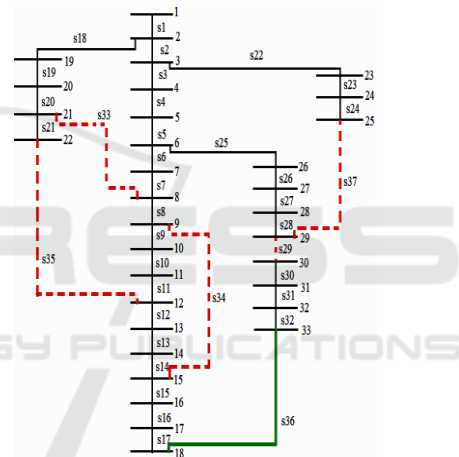 1
s1
s18
2
s2
3
s22
19
s3
23
s19
4
s23
20
24
s4
s24
s20
21
s33
5
25
s21
s5
s25
22
6
s6
26
7
s26
s37
s7
27
8
s27
s8
28
9
s28
s9
29
10
s29
s35
s10
30
11
s30
s11
s34
31
12
s31
s12
32
13
s32
s13
33
14
s14
15
s15
16
s36
s16
17
s17
18
RESS
GY PUBLICATIONS